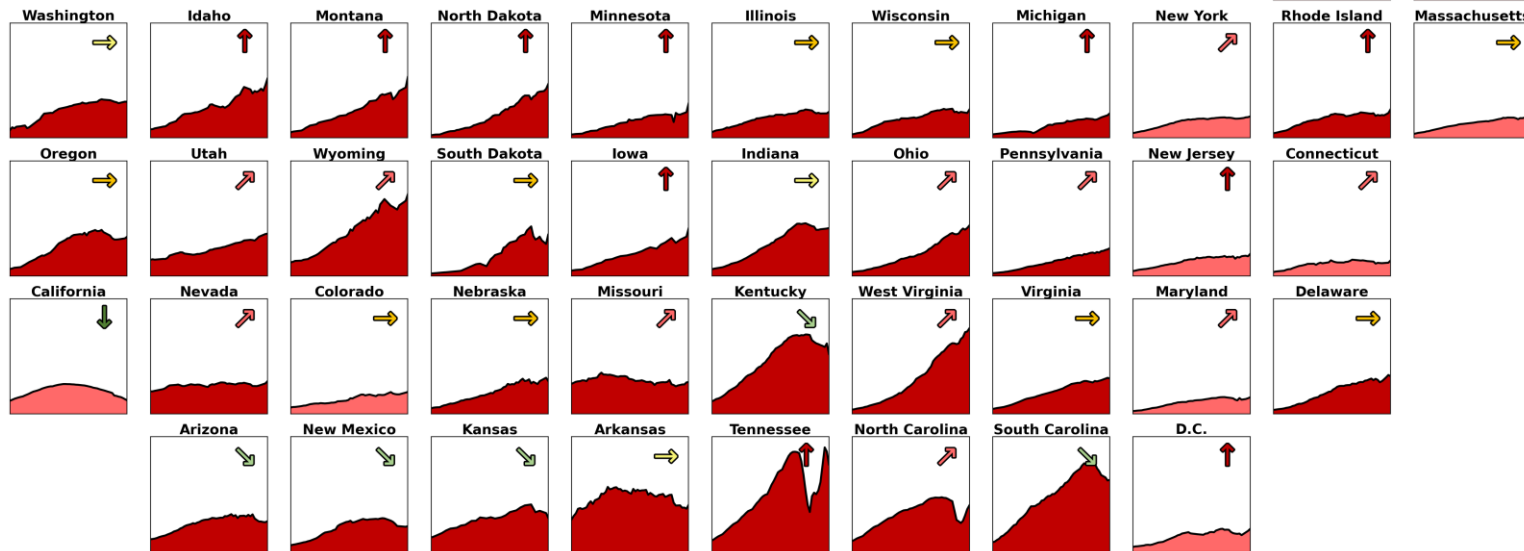 Washington Idaho Montana North Dakota Minnesota Illinois Wisconsin Michigan New York Rhode Island Massachusetts
Oregon Utah Wyoming South Dakota Iowa Indiana Ohio Pennsylvania New Jersey Connecticut
California Nevada Colorado Nebraska Missouri Kentucky West Virginia Virginia Maryland Delaware
Arizona New Mexico Kansas Arkansas Tennessee North Carolina South Carolina D.C.